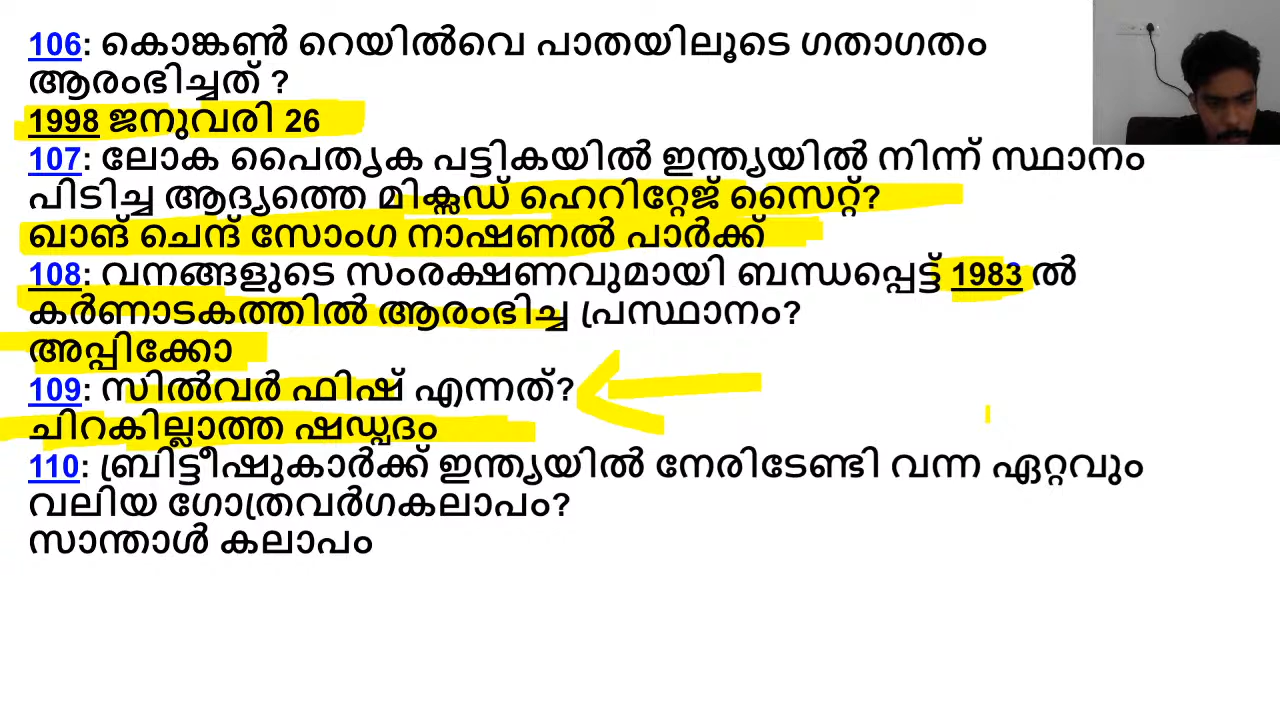 106: കൊങ്കൺ റെയിൽവെ പാതയിലൂടെ ഗതാഗതം
ആരംഭിച്ചത് ?
1998 ജനുവരി 26
107: ലോക പൈതൃക പട്ടികയിൽ ഇന്ത്യയിൽ നിന്ന് സ്ഥാനം
പിടിച്ച ആദ്യത്തെ മിക്സഡ് ഹെറിറ്റേജ് സൈറ്റ്?
ഖാങ് ചെന്ദ് സോംഗ നാഷണൽ പാർക്ക്
108: വനങ്ങളുടെ സംരക്ഷണവുമായി ബന്ധപ്പെട്ട് 1983 ൽ
കർണാടകത്തിൽ ആരംഭിച്ച പ്രസ്ഥാനം?
അപ്പിക്കോ
109: സിൽവർ ഫിഷ് എന്നത്?
ചിറകില്ലാത്ത ഷഡ്പദം
110: ബ്രിട്ടീഷുകാർക്ക് ഇന്ത്യയിൽ നേരിടേണ്ടി വന്ന ഏറ്റവും
വലിയ ഗോത്രവർഗകലാപം?
സാന്താൾ കലാപം